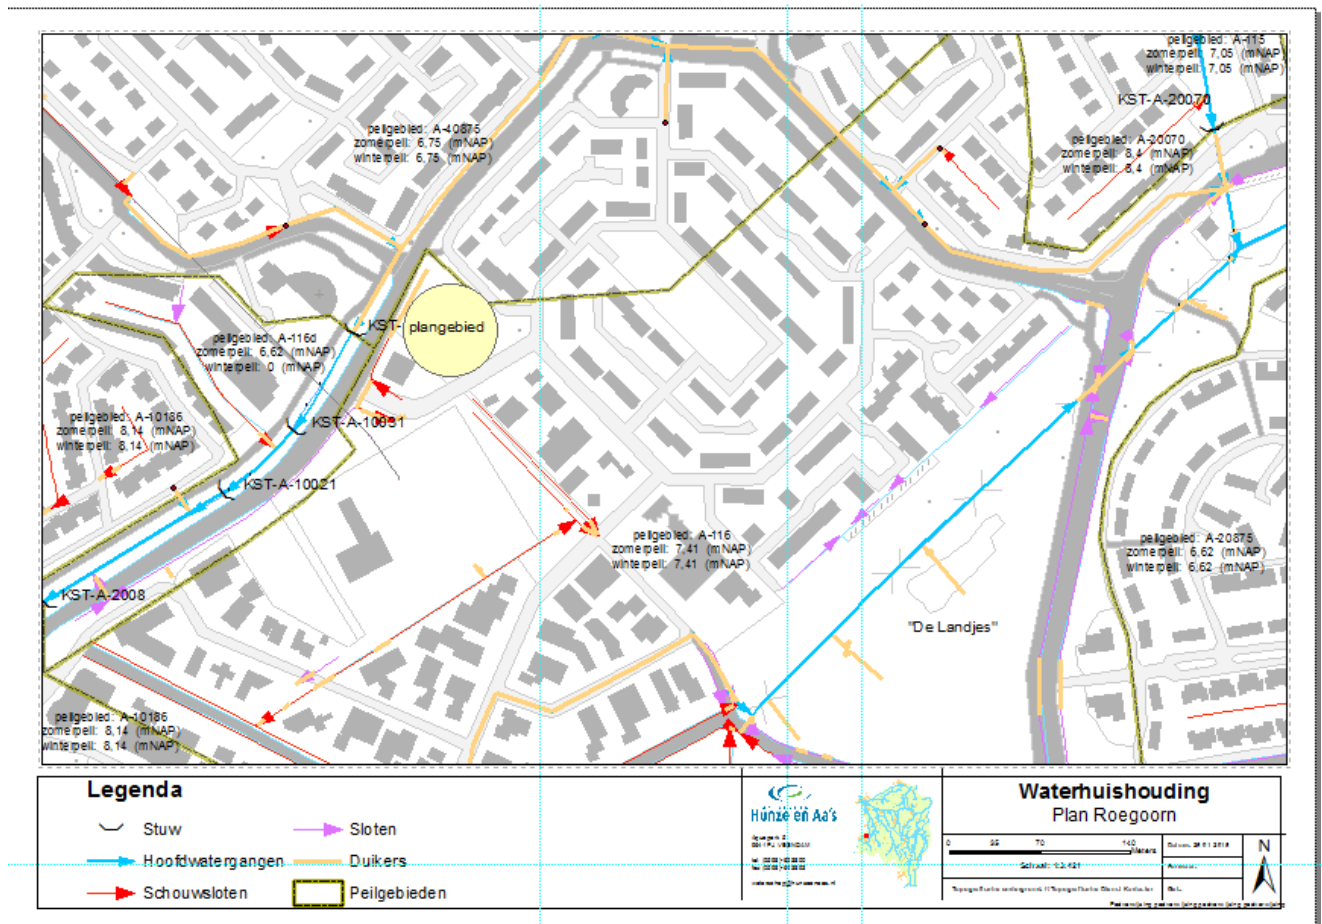 peilgebied: A-115
zomerpeil: 7,05 (mNAP)
winterpeil: 7,05 (mNAP)
KST-A-20070
peilgebied: A-40875
zomerpeil: 6,75 (mNAP)
winterpeil: 6,75 (mNAP)
peilgebied: A-20070
zomerpeil: 8,4 (mNAP)
winterpeil: 8,4 (mNAP)
KST-
plangebied
peilgebied: A-116d
zomerpeil: 6,62 (mNAP)
winterpeil: 0 (mNAP)
peilgebied: A-10186
zomerpeil: 8,14 (mNAP)
winterpeil: 8,14 (mNAP)
KST-A-10031
KST-A-10021
peilgebied: A-116
zomerpeil: 7,41 (mNAP)
winterpeil: 7,41 (mNAP)
peilgebied: A-20875
zomerpeil: 6,62 (mNAP)
winterpeil: 6,62 (mNAP)
KST-A-2008
"De Landjes"
peilgebied: A-10186
zomerpeil: 8,14 (mNAP)
winterpeil: 8,14 (mNAP)
Legenda
Stuw
Sloten
Hoofdwatergangen
Duikers
Schouwsloten
Peilgebieden
Hunze en Aa's
Waterhuishouding
Plan Roegoorn
0 35 70 140
Meters
N